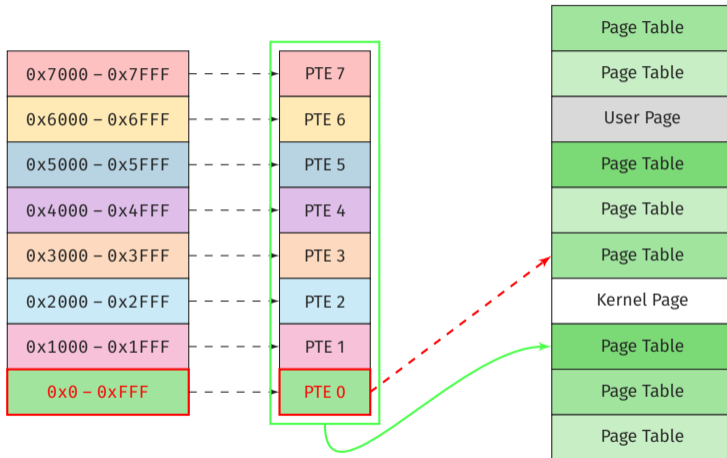 0x7000 – 0x7FFF
0x6000 – 0x6FFF
0x5000 – 0x5FFF
0x4000 – 0x4FFF
0x3000 – 0x3FFF
0x2000 – 0x2FFF
0x1000 – 0x1FFF
0x0 – 0xFFF
PTE 7
PTE 6
PTE 5
PTE 4
PTE 3
PTE 2
PTE 1
PTE 0
Page Table
Page Table
User Page
Page Table
Page Table
Page Table
Kernel Page
Page Table
Page Table
Page Table